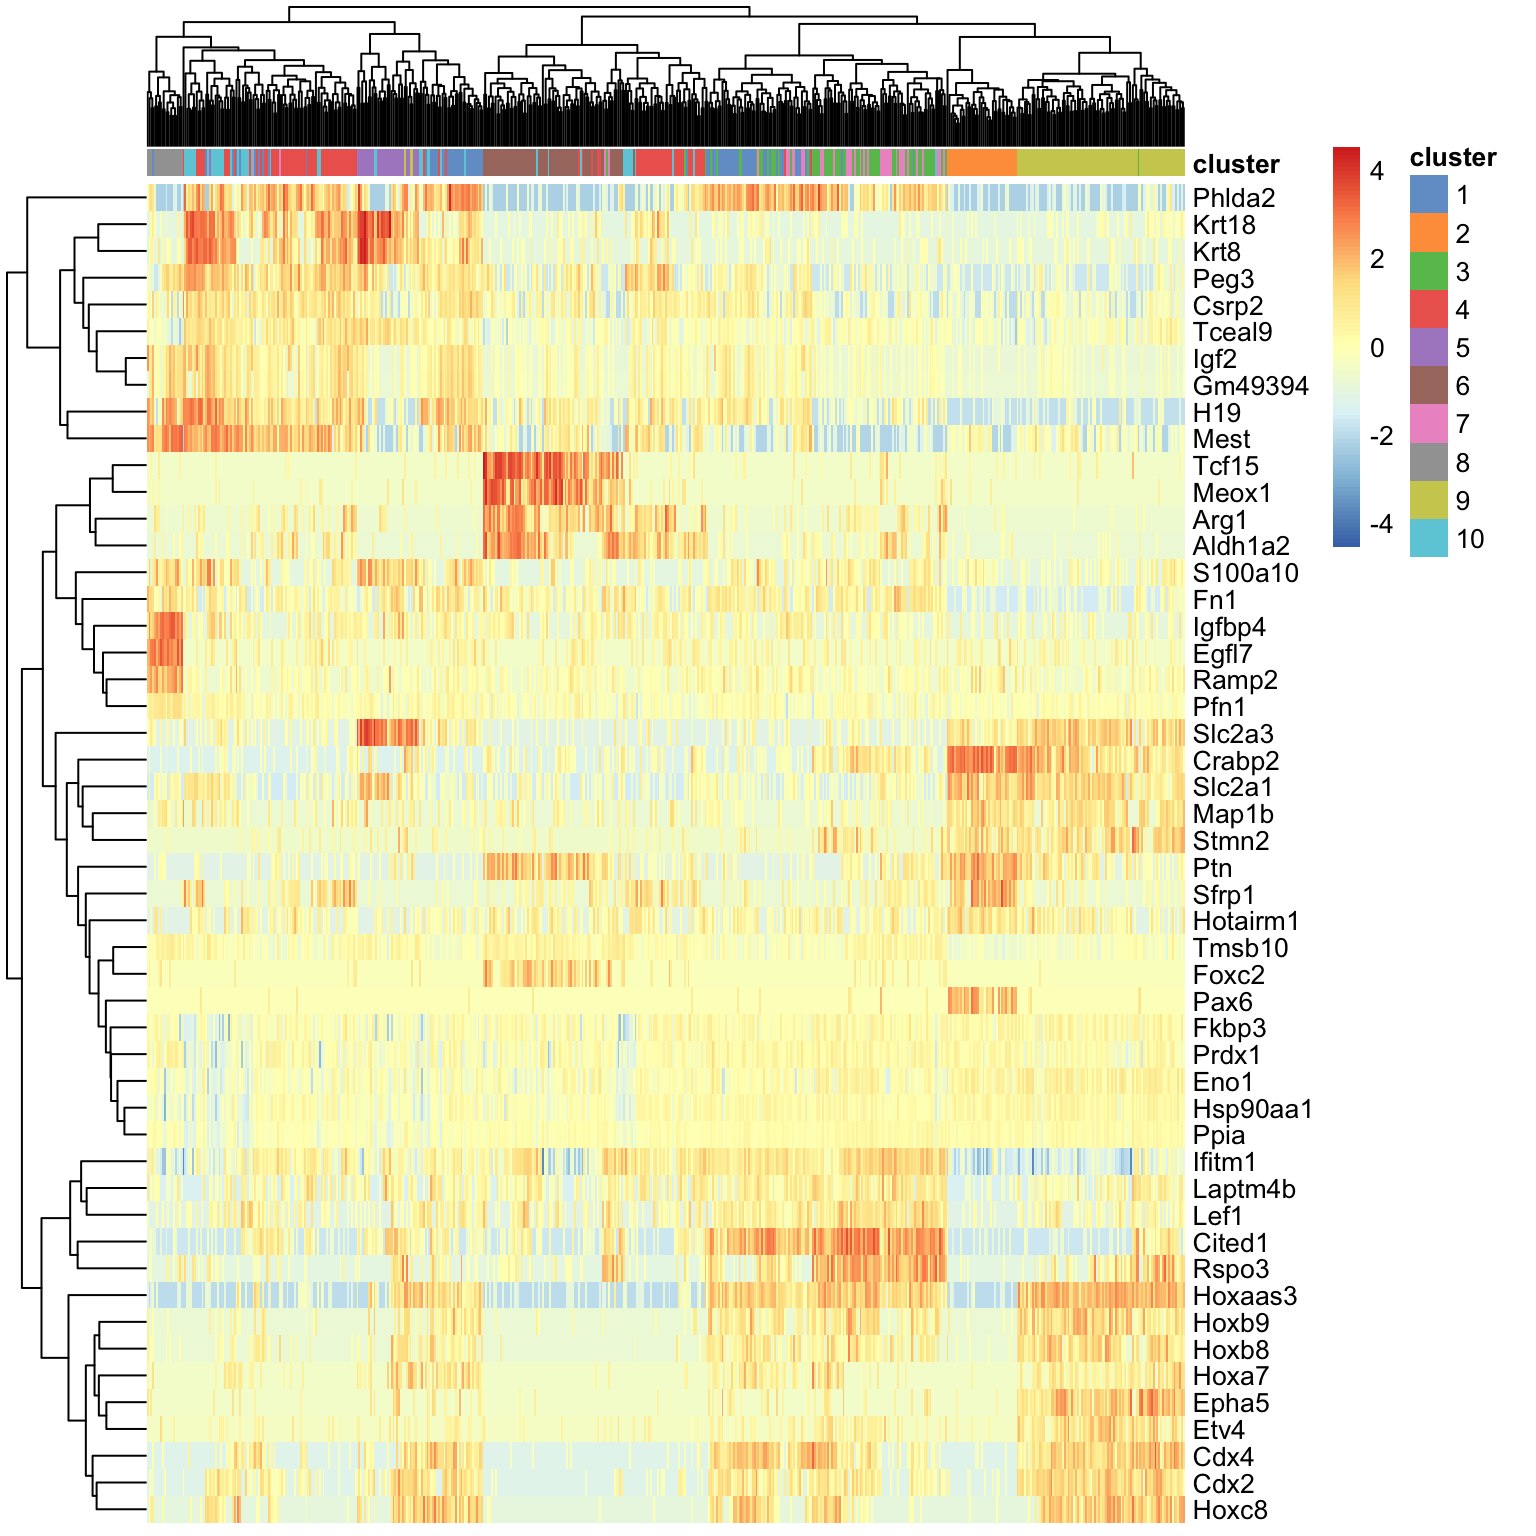 cluster
Phlda2
Krt18
Krt8
Peg3
Csrp2
Tceal9
Igf2
Gm49394
H19
Mest
Tcf15
Meox1
Arg1
Aldh1a2
S100a10
Fn1
Igfbp4
Egfl7
Ramp2
Pfn1
Slc2a3
Crabp2
Slc2a1
Map1b
Stmn2
Ptn
Sfrp1
Hotairm1
Tmsb10
Foxc2
Pax6
Fkbp3
Prdx1
Eno1
Hsp90aa1
Ppia
Ifitm1
Laptm4b
Lef1
Cited1
Rspo3
Hoxaas3
Hoxb9
Hoxb8
Hoxa7
Epha5
Etv4
Cdx4
Cdx2
Hoxc8
4
2
0
-2
-4
cluster
1
2
3
4
5
6
7
8
9
10